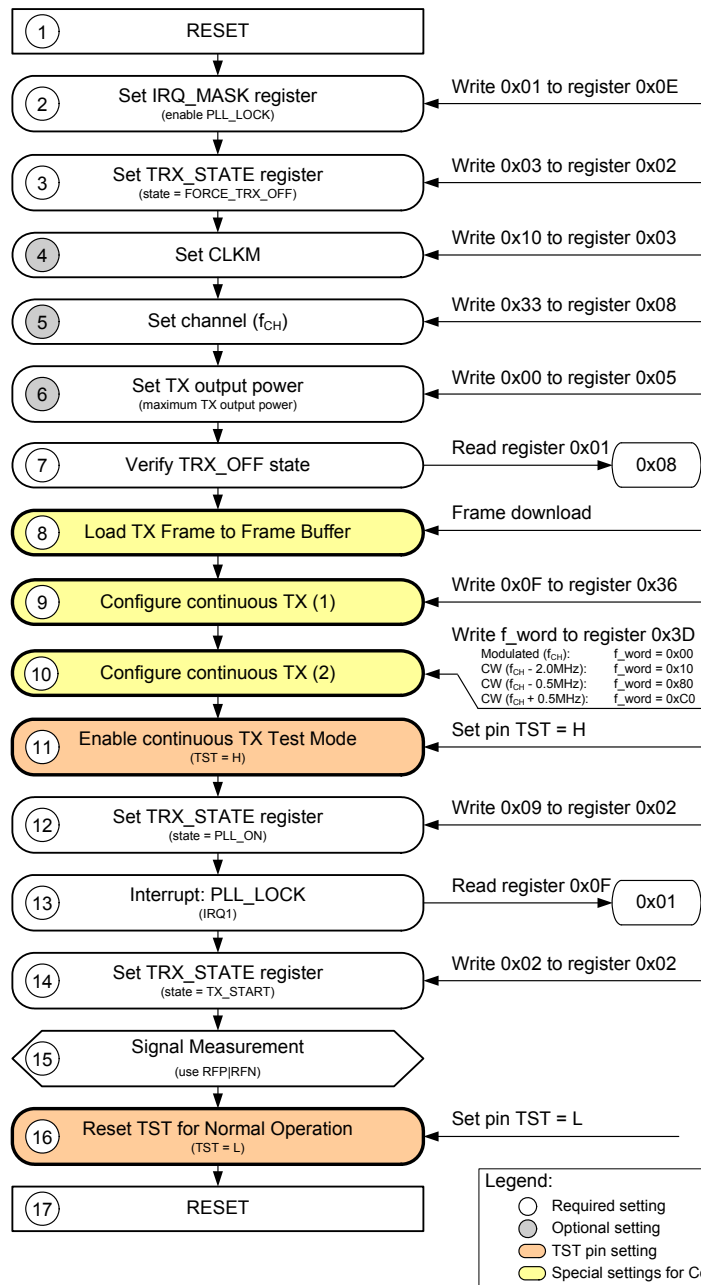 1 RESET
2 Set IRQ_MASK register
(enable PLL_LOCK)
Write 0x01 to register 0x0E
3 Set TRX_STATE register
(state = FORCE_TRX_OFF)
Write 0x03 to register 0x02
4 Set CLKM
Write 0x10 to register 0x03
5 Set channel (fCH)
Write 0x33 to register 0x08
6 Set TX output power
(maximum TX output power)
Write 0x00 to register 0x05
7 Verify TRX_OFF state
Read register 0x01
0x08
8 Load TX Frame to Frame Buffer
Frame download
9 Configure continuous TX (1)
Write 0x0F to register 0x36
10 Configure continuous TX (2)
Write f_word to register 0x3D
Modulated (fCH): f_word = 0x00
CW (fCH - 2.0MHz): f_word = 0x10
CW (fCH - 0.5MHz): f_word = 0x80
CW (fCH + 0.5MHz): f_word = 0xC0
11 Enable continuous TX Test Mode
(TST = H)
Set pin TST = H
12 Set TRX_STATE register
(state = PLL_ON)
Write 0x09 to register 0x02
13 Interrupt: PLL_LOCK
(IRQ1)
Read register 0x0F
0x01
14 Set TRX_STATE register
(state = TX_START)
Write 0x02 to register 0x02
15 Signal Measurement
(use RFP|RFN)
16 Reset TST for Normal Operation
(TST = L)
Set pin TST = L
17 RESET
Legend:
Required setting
Optional setting
TST pin setting
Special settings for